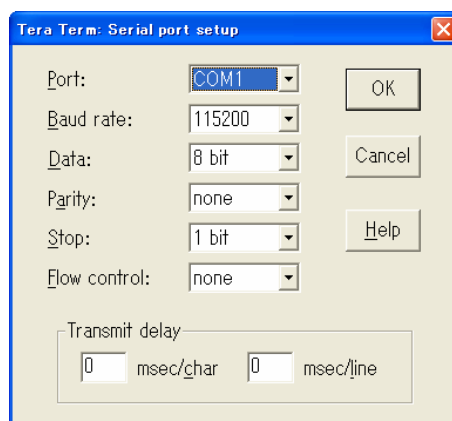 Tera Term: Serial port setup
Port: COM1
OK
Baud rate: 115200
Data: 8 bit
Cancel
Parity: none
Stop: 1 bit
Help
Flow control: none
Transmit delay
0 msec/char 0 msec/line